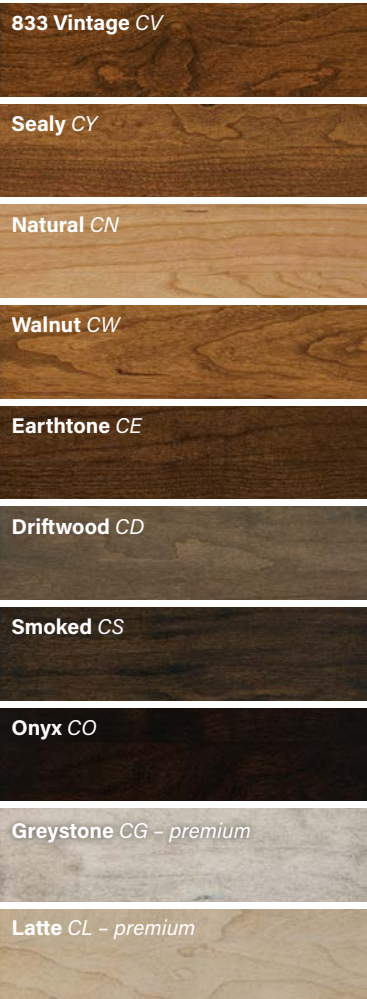 833 Vintage CV
Sealy CY
Natural CN
Walnut CW
Earthtone CE
Driftwood CD
Smoked CS
Onyx CO
Greystone CG – premium
Latte CL – premium